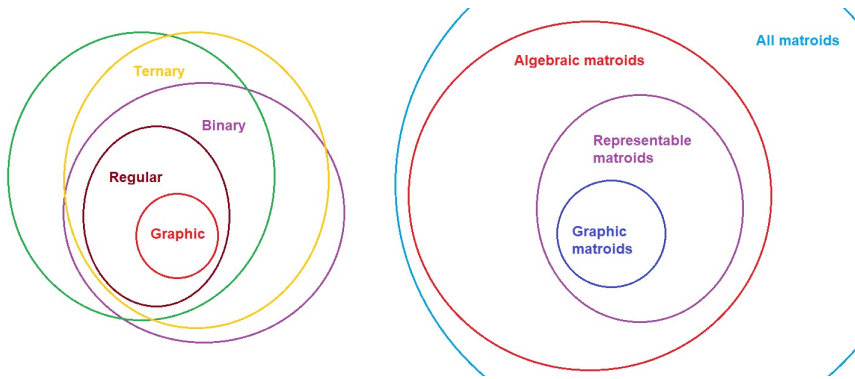 Ternary
Binary
Regular
Graphic
All matroids
Algebraic matroids
Representable
matroids
Graphic
matroids